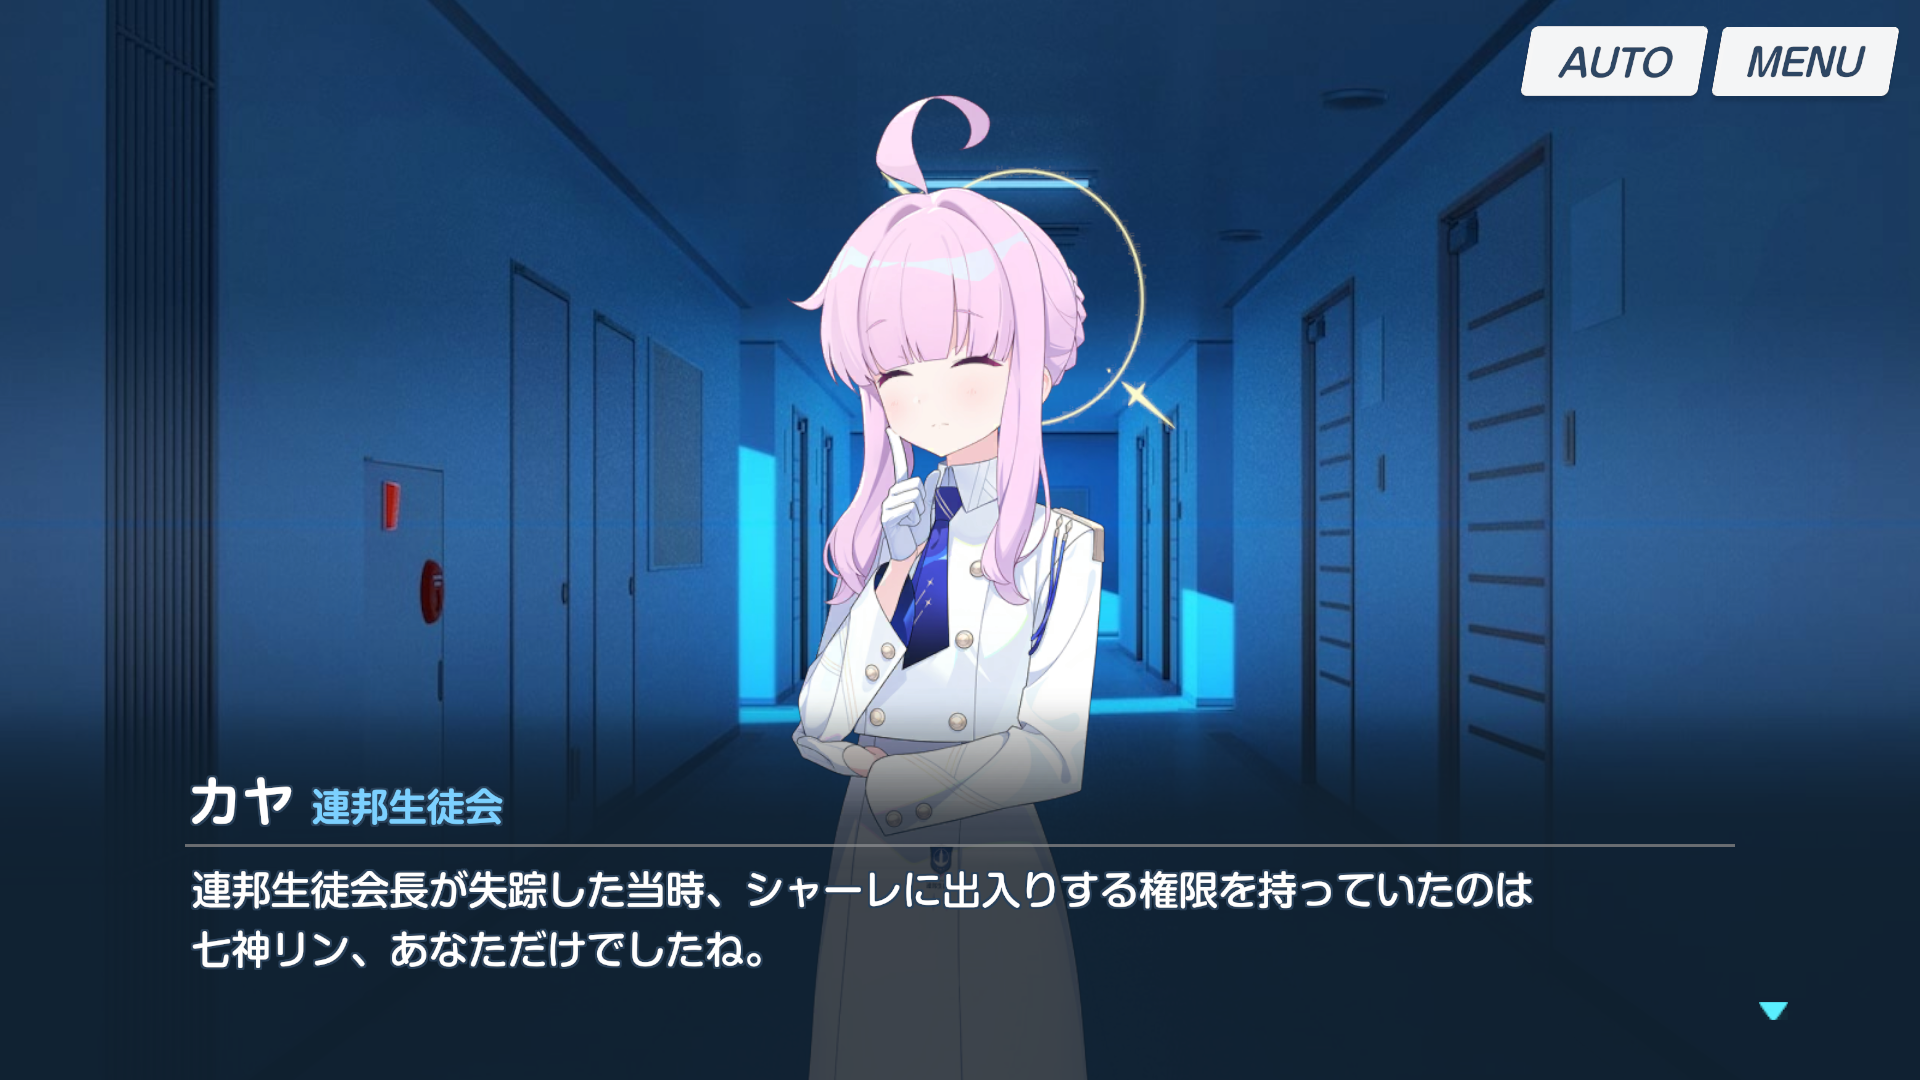 AUTO
MENU
カヤ 連邦生徒会
連邦生徒会長が失踪した当時、シャーレに出入りする権限を持っていたのは
七神リン、あなただけでしたね。